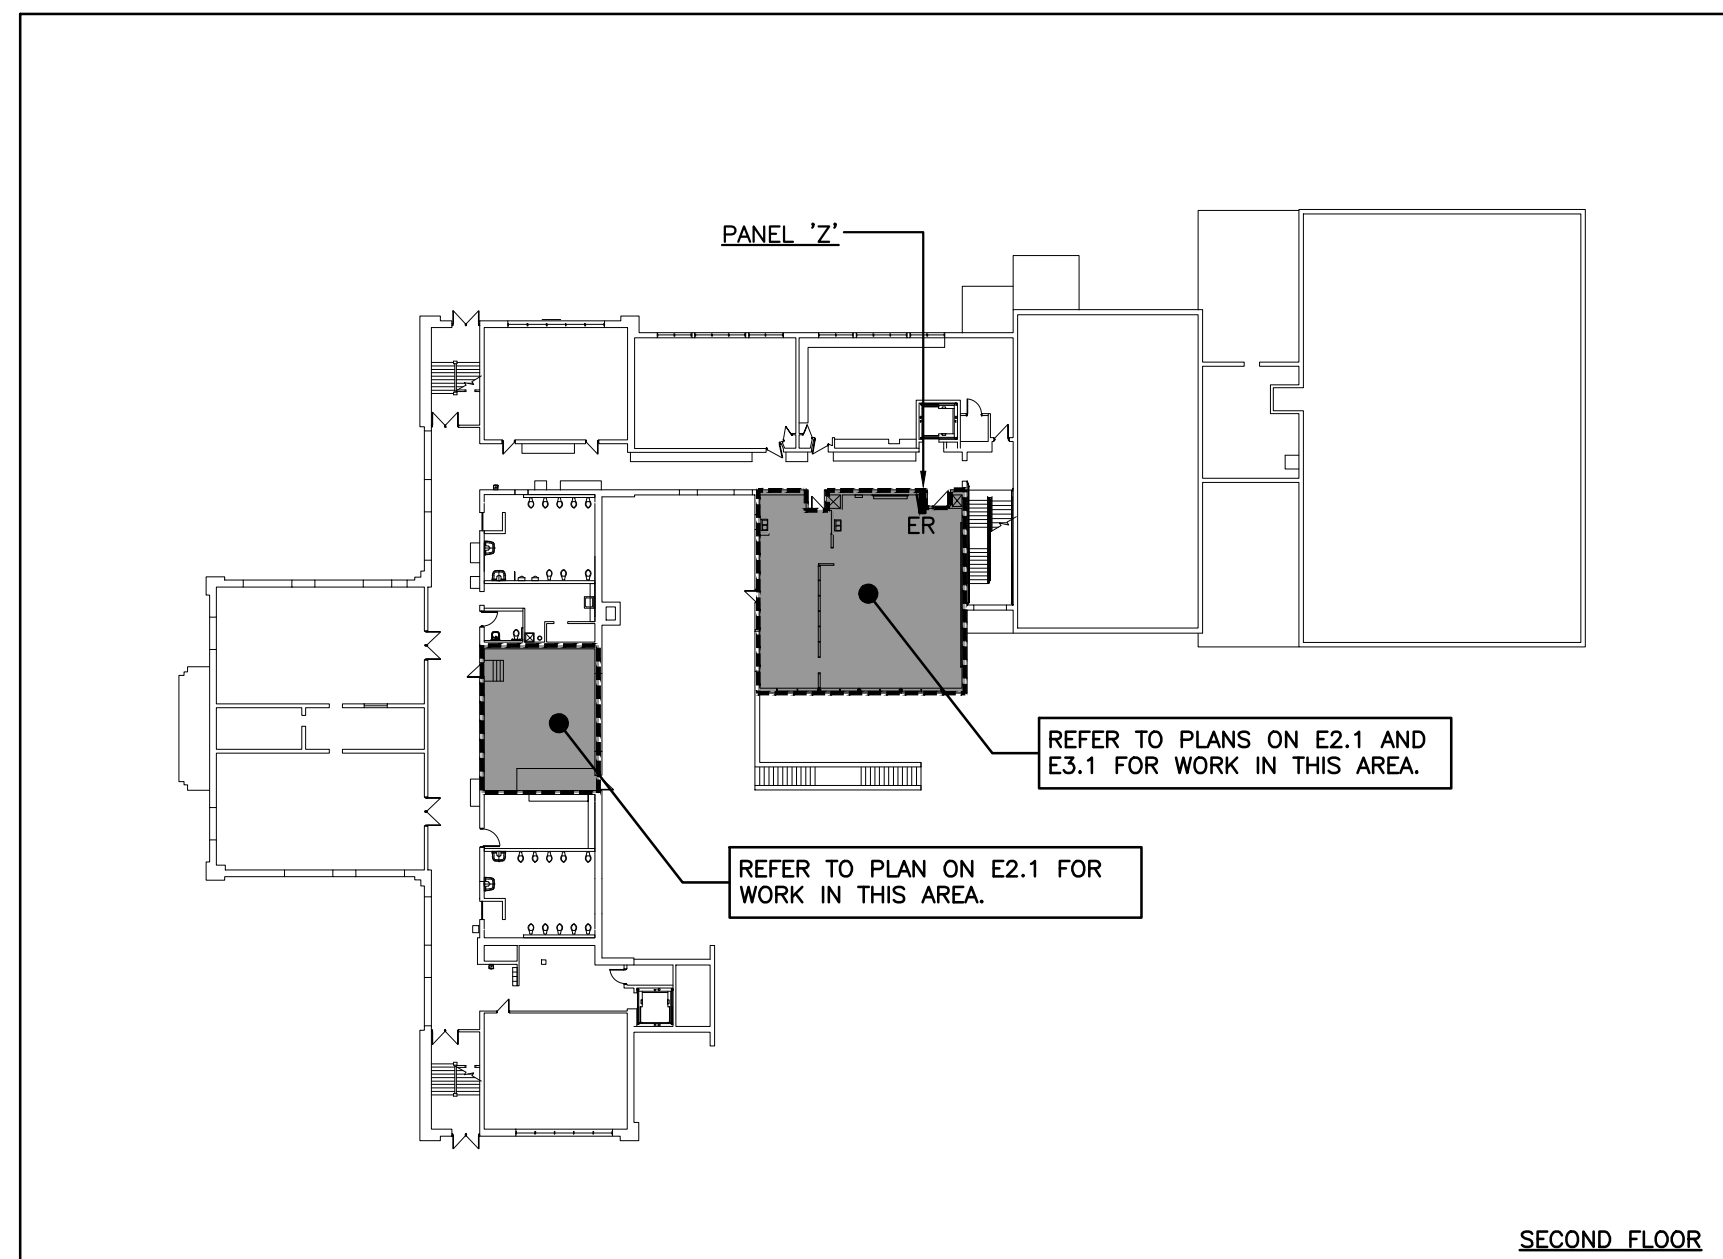 PANEL 'Z'
ER
REFER TO PLANS ON E2.1 AND
E3.1 FOR WORK IN THIS AREA.
REFER TO PLAN ON E2.1 FOR
WORK IN THIS AREA.
SECOND FLOOR